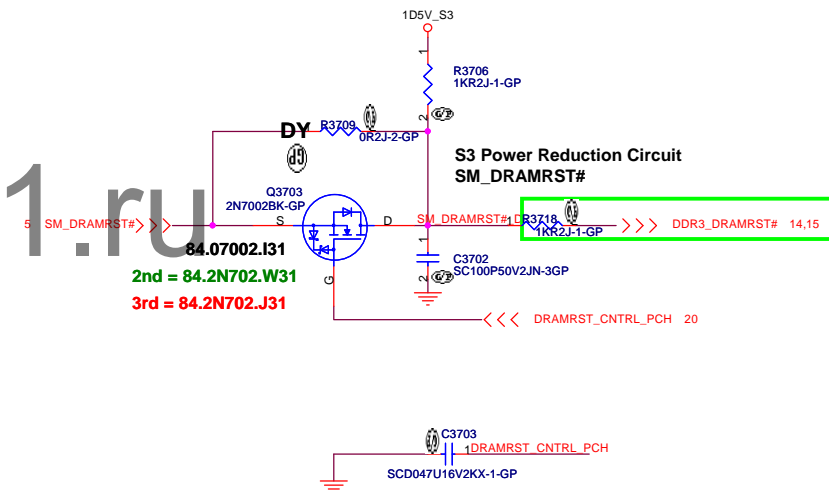 1D5V_S3
1
R3706
1KR2J-1-GP
2
DY
R3709
0R2J-2-GP
S3 Power Reduction Circuit
SM_DRAMRST#
Q3703
2N7002BK-GP
1.ru
5 SM_DRAMRST#
S
D
SM_DRAMRST#
1
R3718
1KR2J-1-GP
DDR3_DRAMRST# 14,15
84.07002.I31
2nd = 84.2N702.W31
3rd = 84.2N702.J31
G
1
C3702
SC100P50V2JN-3GP
2
DRAMRST_CNTRL_PCH 20
C3703
1
DRAMRST_CNTRL_PCH
SCD047U16V2KX-1-GP